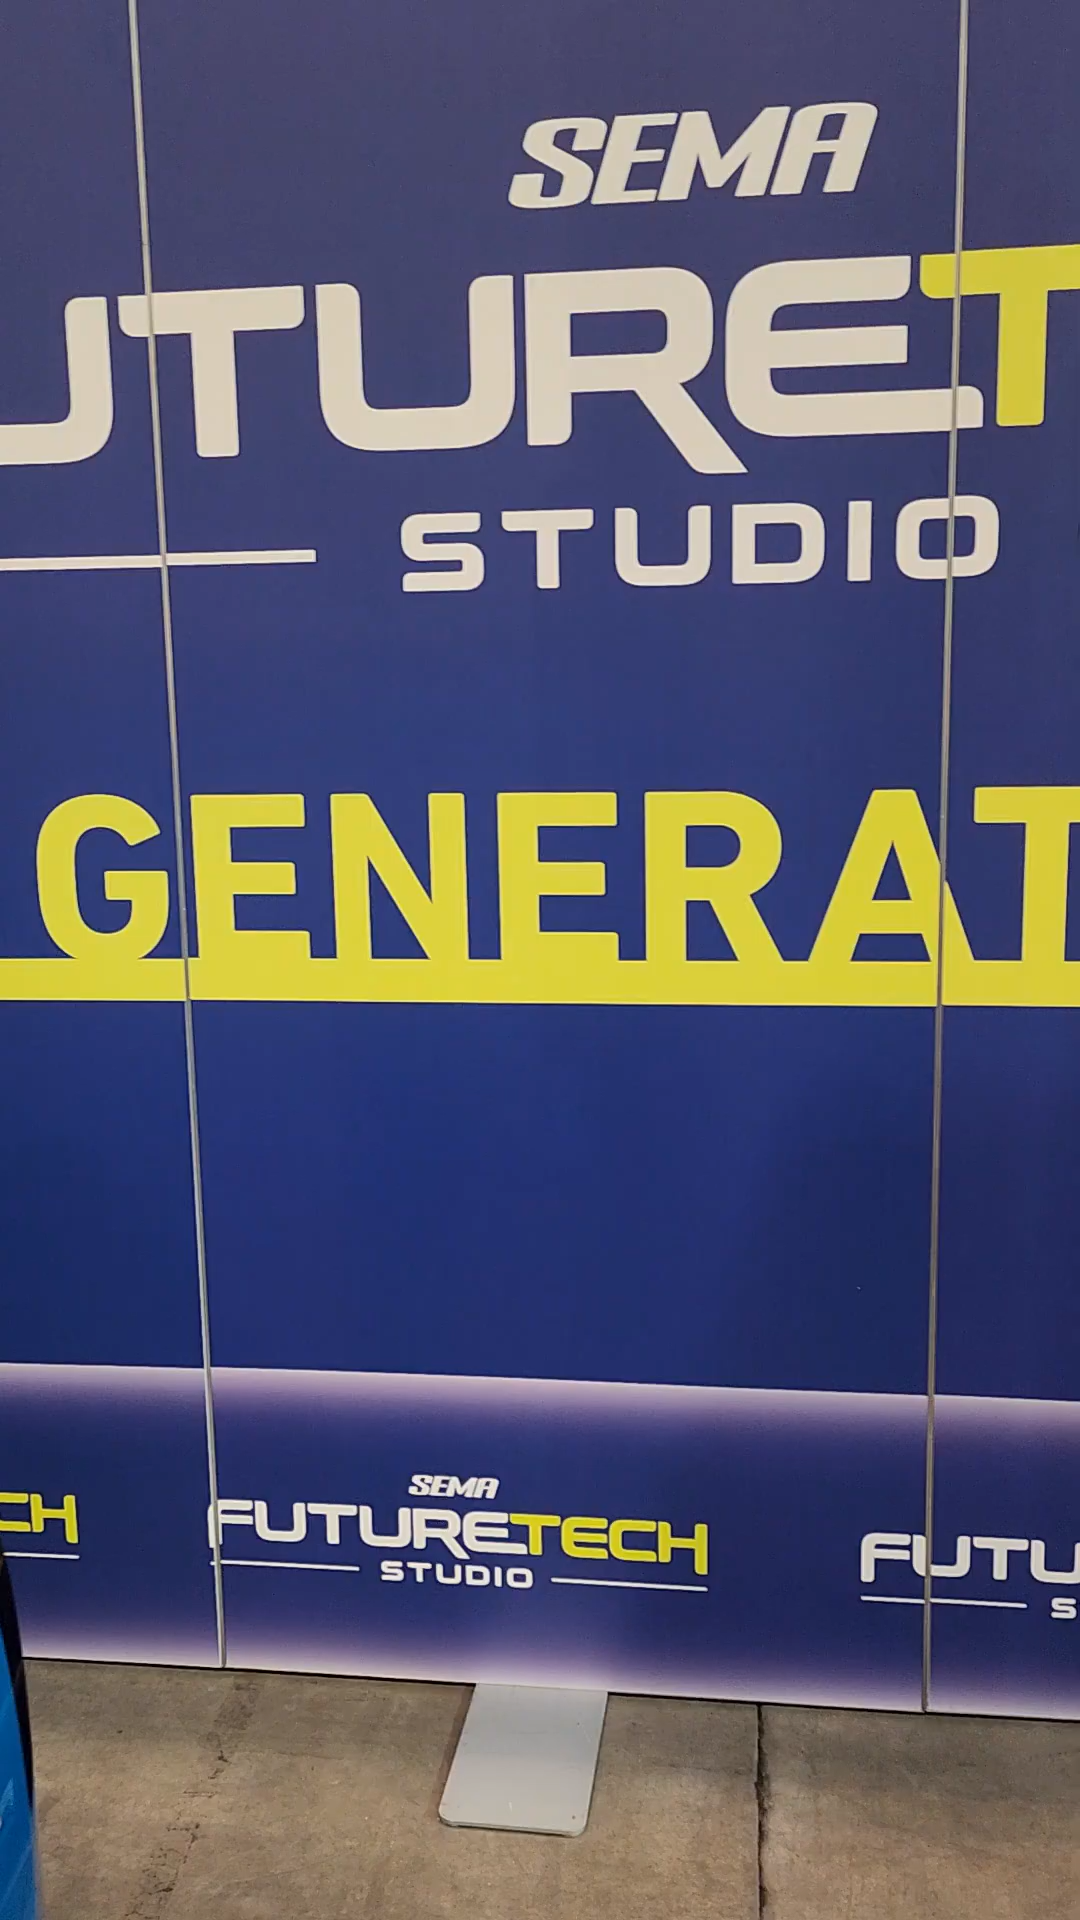 SEMA
UTURET
STUDIO
GENERAT
CH
SEMA
FUTURETECH
STUDIO
FUTU
S